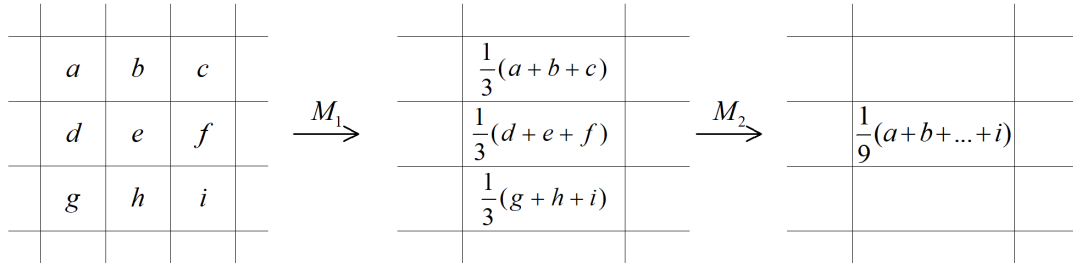 a b c
d e f
g h i
M₁
1/3(a + b + c)
1/3(d + e + f)
1/3(g + h + i)
M₂
1/9(a+b+...+i)